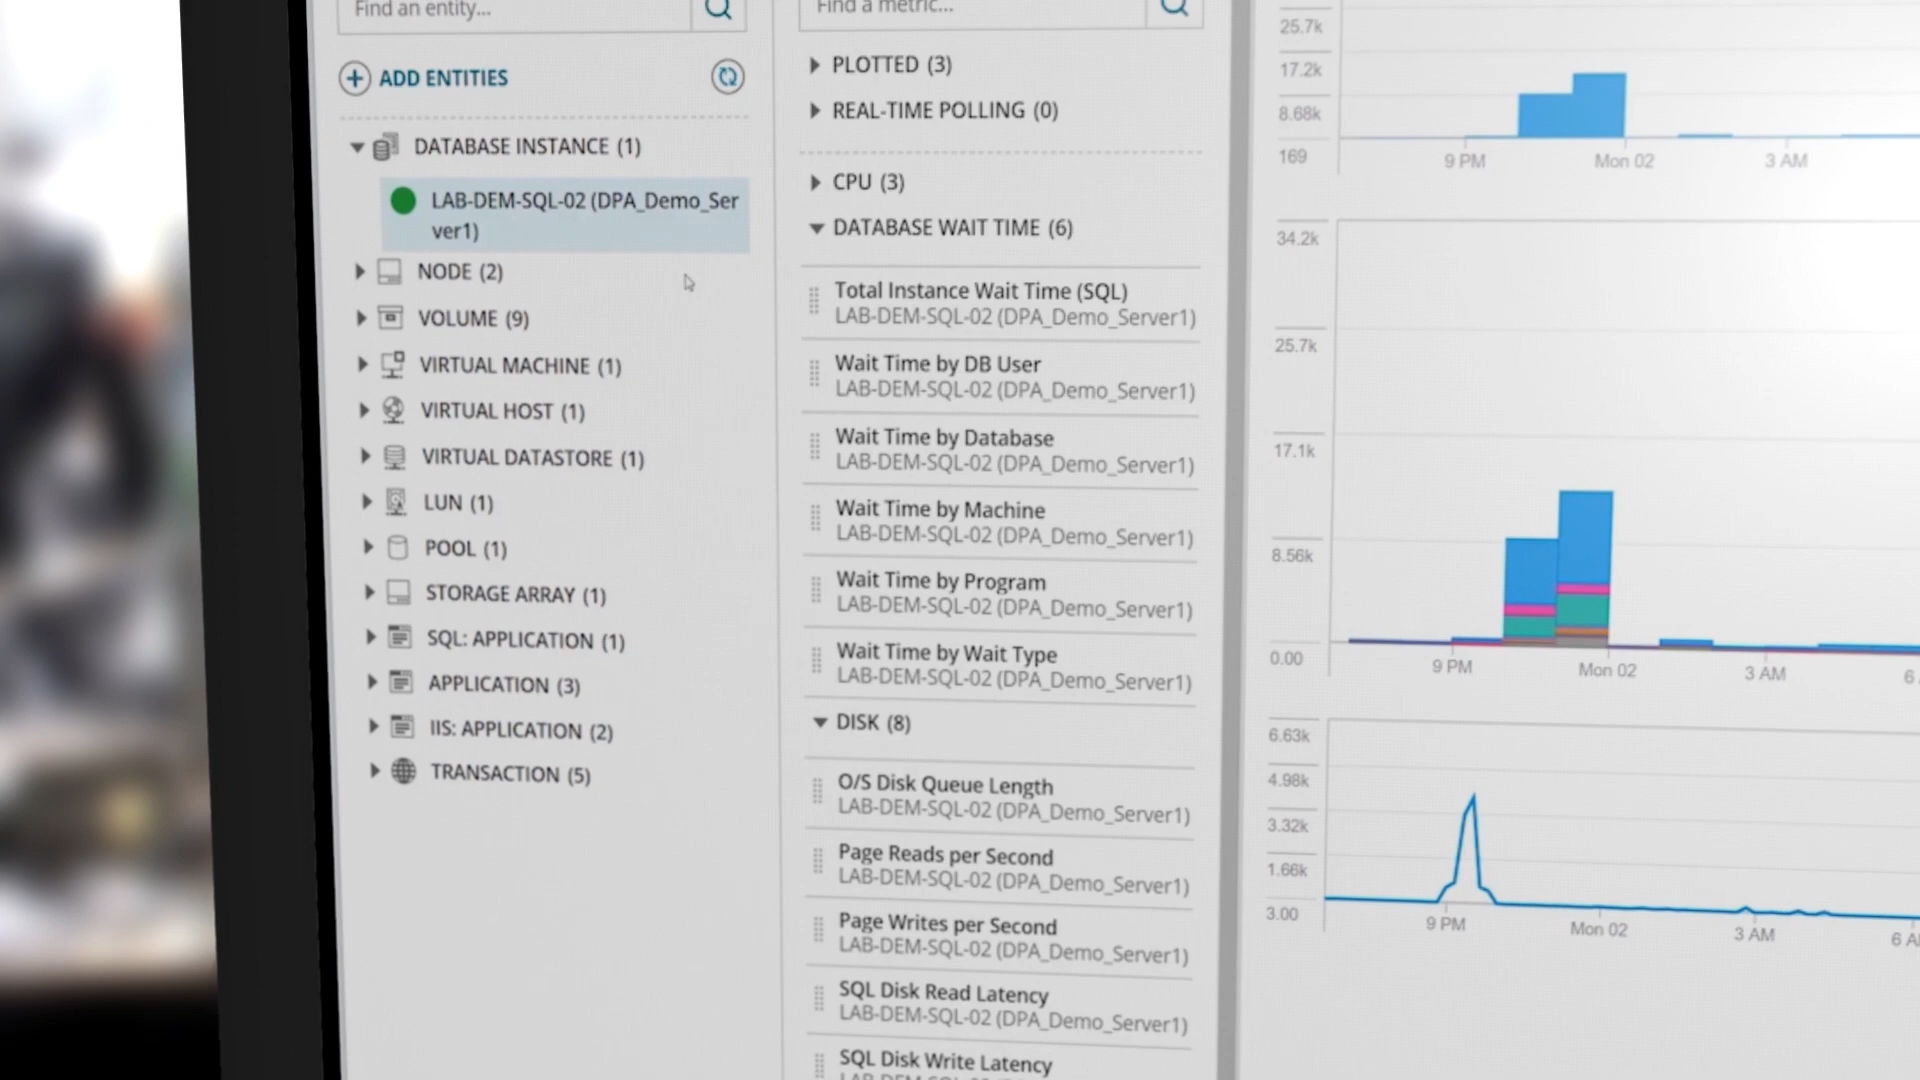 Find an entity...
ADD ENTITIES
DATABASE INSTANCE (1)
LAB-DEM-SQL-02 (DPA_Demo_Ser
ver1)
NODE (2)
VOLUME (9)
VIRTUAL MACHINE (1)
VIRTUAL HOST (1)
VIRTUAL DATASTORE (1)
LUN (1)
POOL (1)
STORAGE ARRAY (1)
SQL: APPLICATION (1)
APPLICATION (3)
IIS: APPLICATION (2)
TRANSACTION (5)
Find a metric...
PLOTTED (3)
REAL-TIME POLLING (0)
CPU (3)
DATABASE WAIT TIME (6)
Total Instance Wait Time (SQL)
LAB-DEM-SQL-02 (DPA_Demo_Server1)
Wait Time by DB User
LAB-DEM-SQL-02 (DPA_Demo_Server1)
Wait Time by Database
LAB-DEM-SQL-02 (DPA_Demo_Server1)
Wait Time by Machine
LAB-DEM-SQL-02 (DPA_Demo_Server1)
Wait Time by Program
LAB-DEM-SQL-02 (DPA_Demo_Server1)
Wait Time by Wait Type
LAB-DEM-SQL-02 (DPA_Demo_Server1)
DISK (8)
O/S Disk Queue Length
LAB-DEM-SQL-02 (DPA_Demo_Server1)
Page Reads per Second
LAB-DEM-SQL-02 (DPA_Demo_Server1)
Page Writes per Second
LAB-DEM-SQL-02 (DPA_Demo_Server1)
SQL Disk Read Latency
LAB-DEM-SQL-02 (DPA_Demo_Server1)
SQL Disk Write Latency
25.7k
17.2k
8.68k
169
9 PM Mon 02 3 AM
34.2k
25.7k
17.1k
8.56k
0.00
9 PM Mon 02 3 AM 6
6.63k
4.98k
3.32k
1.66k
3.00
9 PM Mon 02 3 AM 6 A